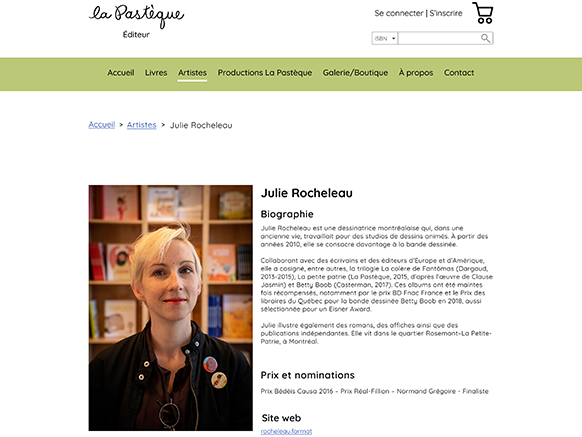 la Pastèque
Éditeur
Se connecter | S'inscrire
ISBN
Accueil Livres Artistes Productions La Pastèque Galerie/Boutique À propos Contact
Accueil > Artistes > Julie Rocheleau
Julie Rocheleau
Biographie
Julie Rocheleau est une dessinatrice montréalaise qui, dans une
ancienne vie, travaillait pour des studios de dessins animés. À partir des
années 2010, elle se consacre davantage à la bande dessinée.
Collaborant avec des écrivains et des éditeurs d'Europe et d'Amérique,
elle a cosigné, entre autres, la trilogie La colère de Fantômas (Dargaud,
2013-2015), La petite patrie (La Pastèque, 2015, d'après l'œuvre de Claude
Jasmin) et Betty Boob (Casterman, 2017). Ces albums ont été maintes
fois récompensés, notamment par le prix BD Fnac France et le Prix des
libraires du Québec pour la bande dessinée Betty Boob en 2018, aussi
sélectionnée pour un Eisner Award.
Julie illustre également des romans, des affiches ainsi que des
publications indépendantes. Elle vit dans le quartier Rosemont–La Petite-
Patrie, à Montréal.
Prix et nominations
Prix Bédéis Causa 2016 – Prix Réal-Fillion – Normand Grégoire - Finaliste
Site web
rocheleau.format